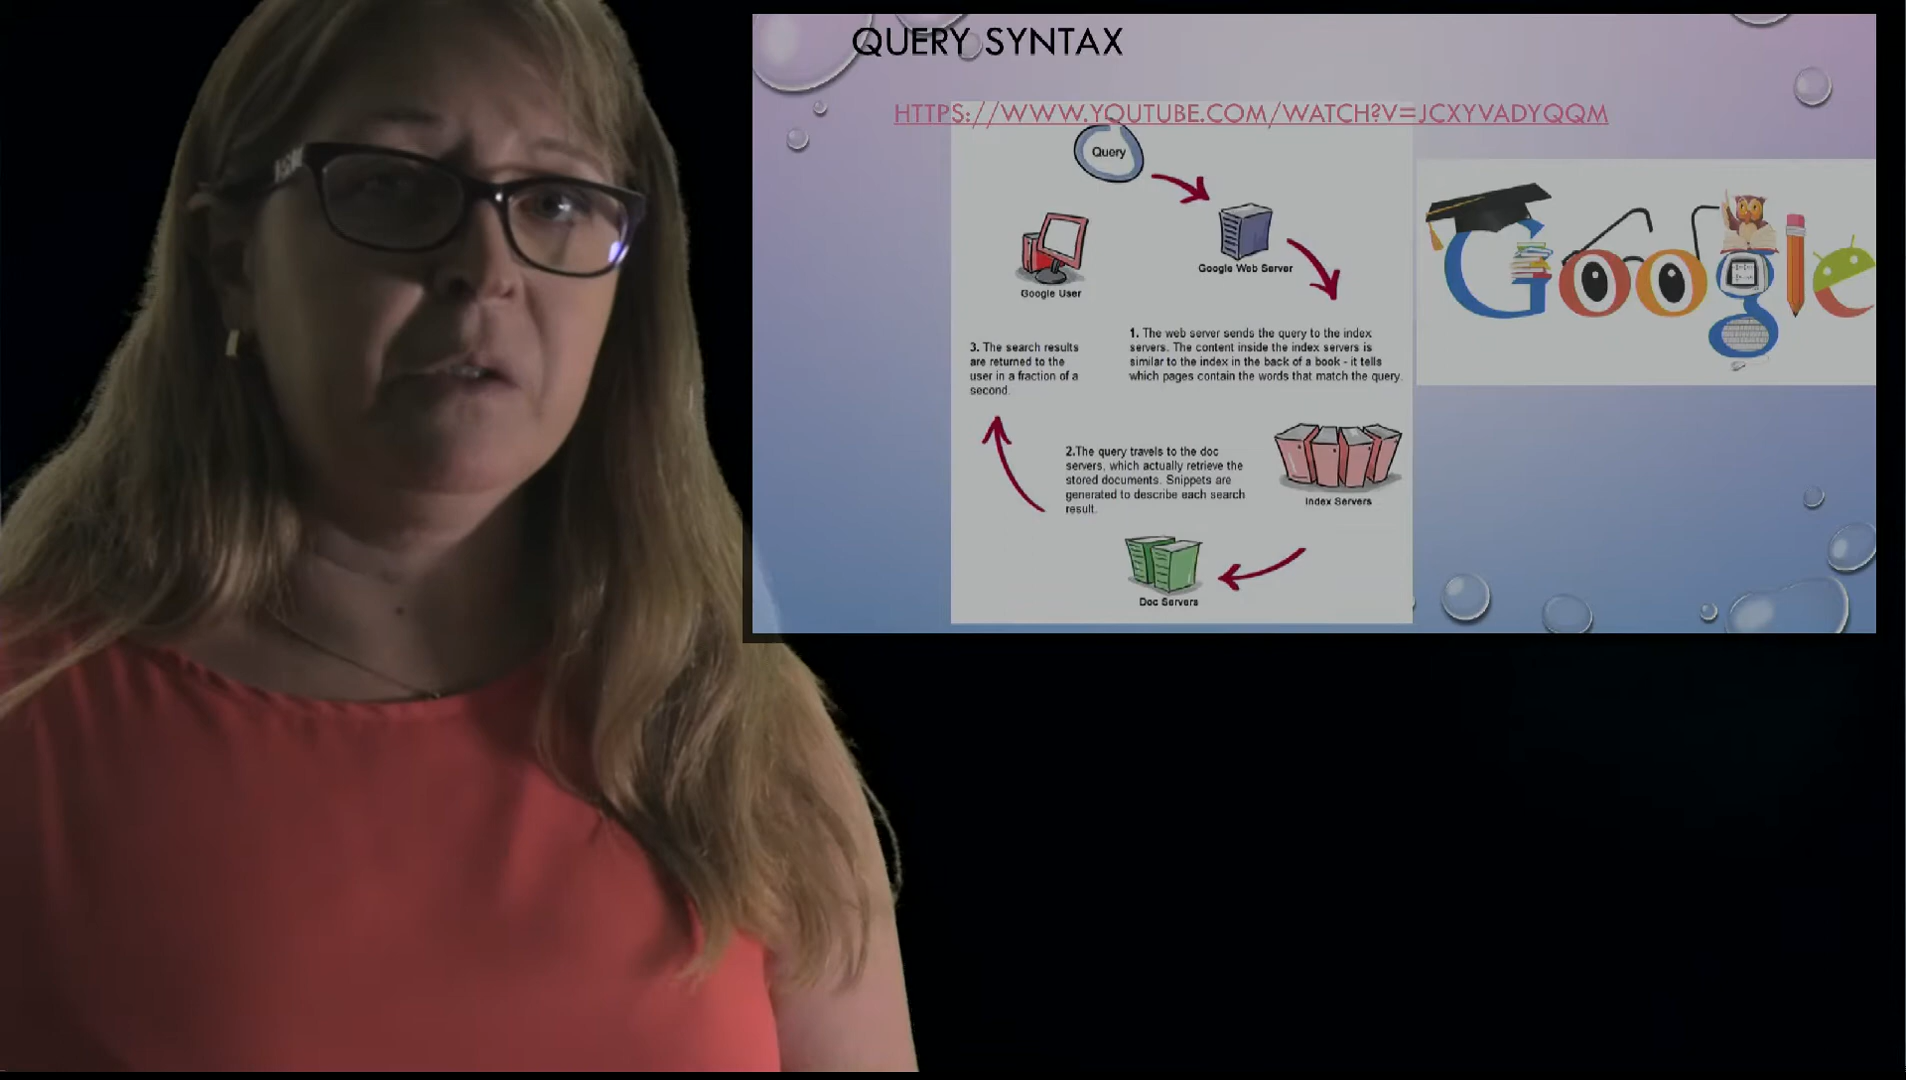 QUERY SYNTAX
HTTPS://WWW.YOUTUBE.COM/WATCH?V=JCXYVADYQQM
Query
Google Web Server
Google User
1. The web server sends the query to the index
servers. The content inside the index servers is
similar to the index in the back of a book - it tells
which pages contain the words that match the query.
3. The search results
are returned to the
user in a fraction of a
second.
2.The query travels to the doc
servers, which actually retrieve the
stored documents. Snippets are
generated to describe each search
result.
Index Servers
Doc Servers
Google